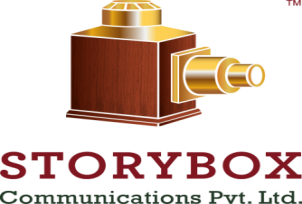 TM
STORYBOX
Communications Pvt. Ltd.